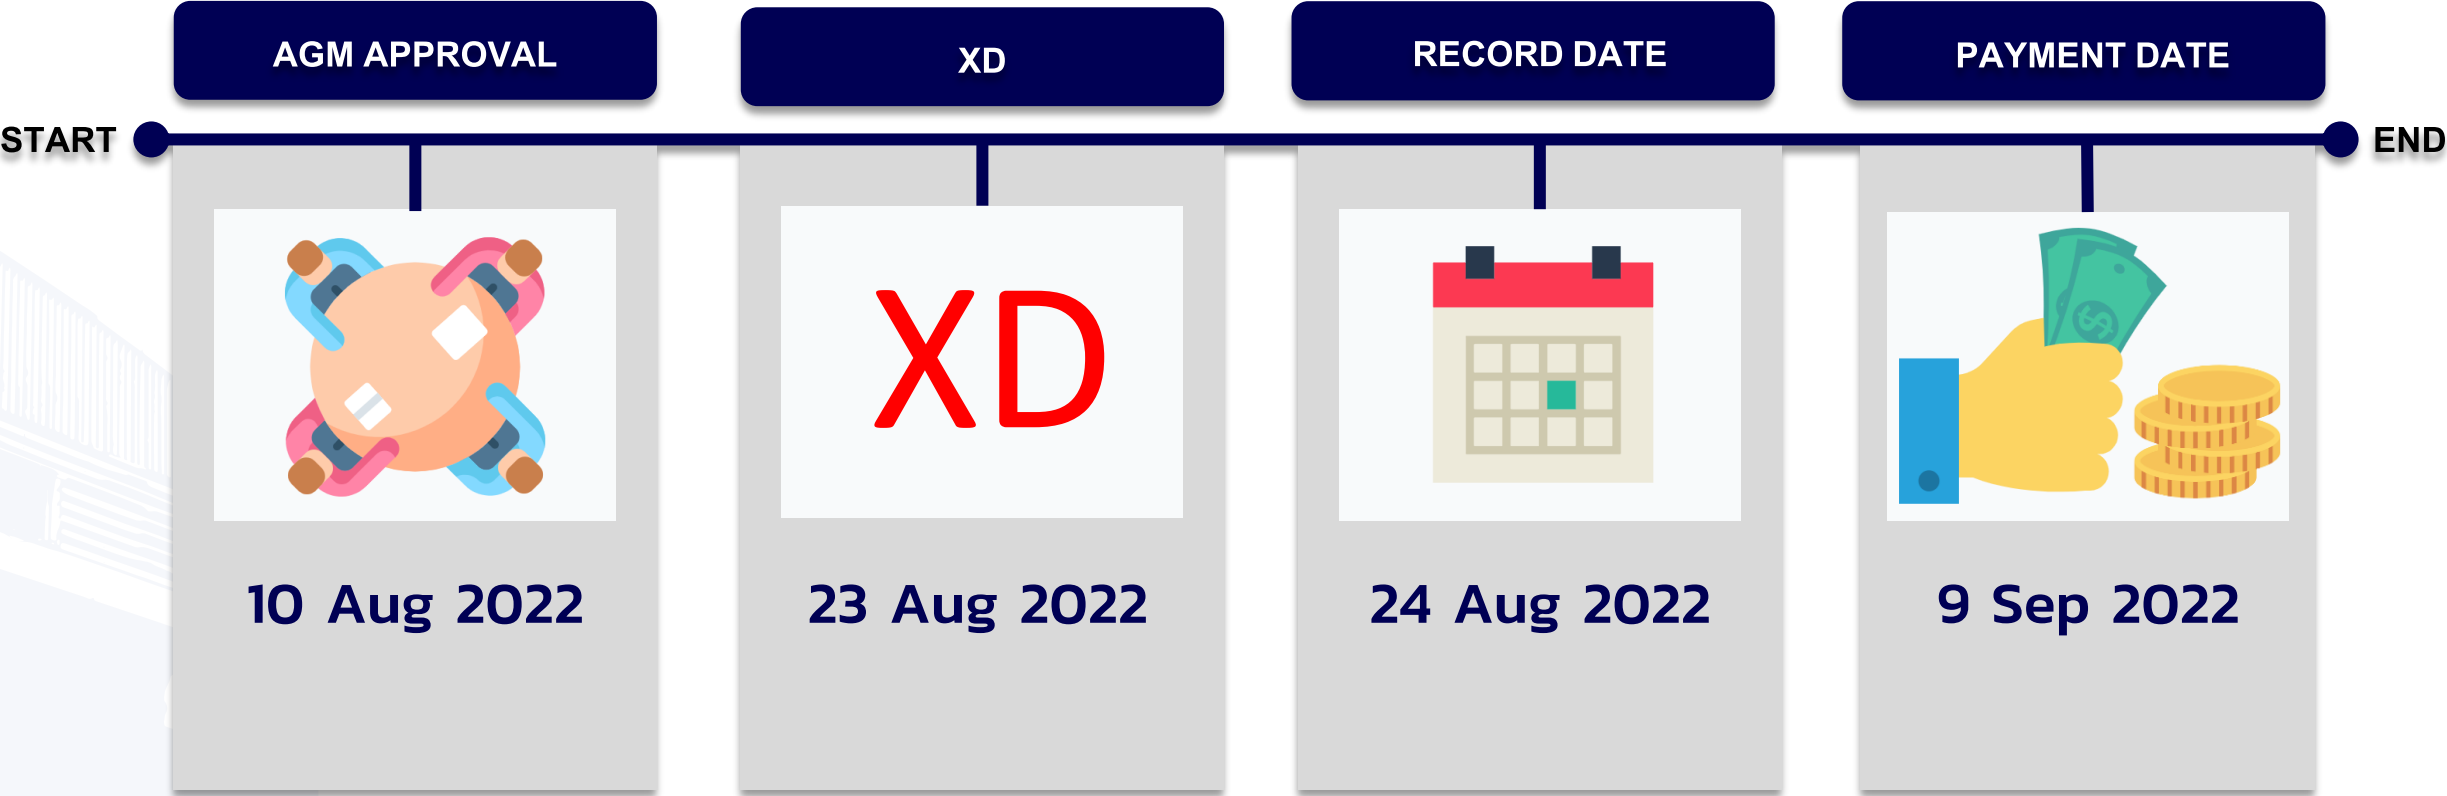 AGM APPROVAL
XD
RECORD DATE
PAYMENT DATE
START
END
XD
$
10 Aug 2022
23 Aug 2022
24 Aug 2022
9 Sep 2022